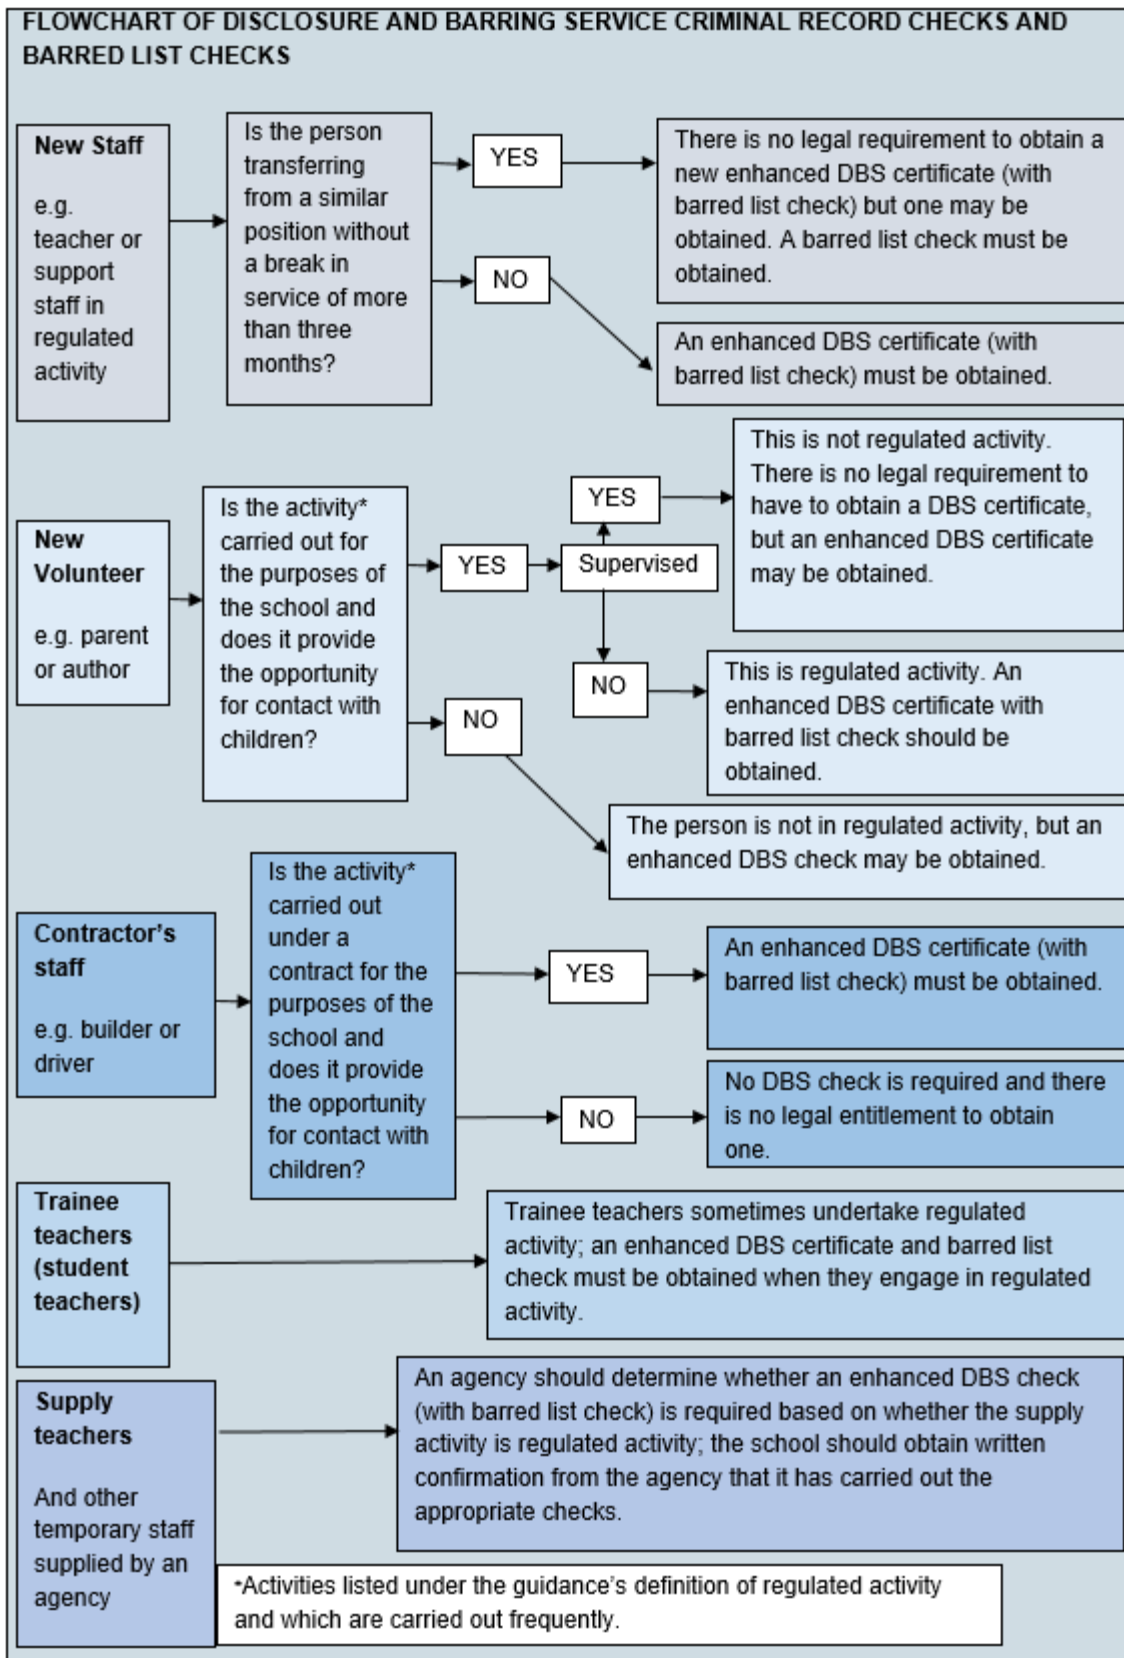 FLOWCHART OF DISCLOSURE AND BARRING SERVICE CRIMINAL RECORD CHECKS AND
BARRED LIST CHECKS
New Staff
e.g.
teacher or
support
staff in
regulated
activity
Is the person
transferring
from a similar
position without
a break in
service of more
than three
months?
YES
There is no legal requirement to obtain a
new enhanced DBS certificate (with
barred list check) but one may be
obtained. A barred list check must be
obtained.
NO
An enhanced DBS certificate (with
barred list check) must be obtained.
New
Volunteer
e.g. parent
or author
Is the activity*
carried out for
the purposes of
the school and
does it provide
the opportunity
for contact with
children?
YES
Supervised
YES
This is not regulated activity.
There is no legal requirement to
have to obtain a DBS certificate,
but an enhanced DBS certificate
may be obtained.
NO
This is regulated activity. An
enhanced DBS certificate with
barred list check should be
obtained.
NO
The person is not in regulated activity, but an
enhanced DBS check may be obtained.
Contractor's
staff
e.g. builder or
driver
Is the activity*
carried out
under a
contract for the
purposes of the
school and
does it provide
the opportunity
for contact with
children?
YES
An enhanced DBS certificate (with
barred list check) must be obtained.
NO
No DBS check is required and there
is no legal entitlement to obtain
one.
Trainee
teachers
(student
teachers)
Trainee teachers sometimes undertake regulated
activity; an enhanced DBS certificate and barred list
check must be obtained when they engage in regulated
activity.
Supply
teachers
And other
temporary staff
supplied by an
agency
An agency should determine whether an enhanced DBS check
(with barred list check) is required based on whether the supply
activity is regulated activity; the school should obtain written
confirmation from the agency that it has carried out the
appropriate checks.
*Activities listed under the guidance's definition of regulated activity
and which are carried out frequently.